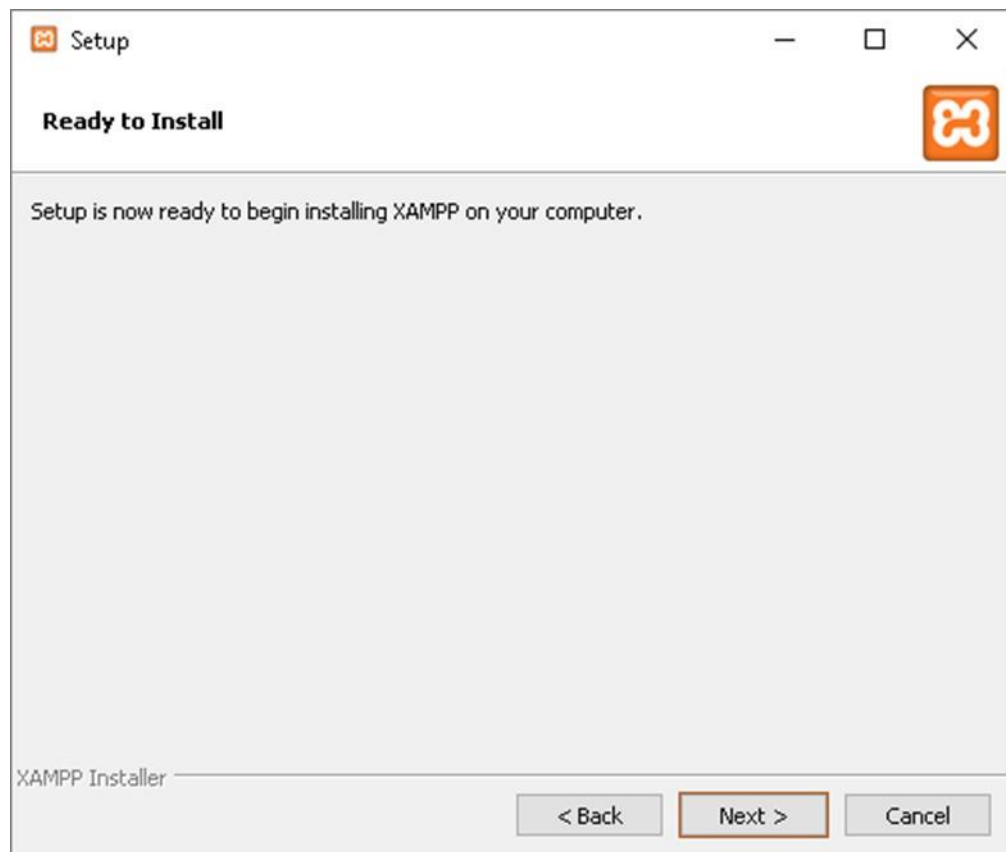 Setup
Ready to Install
Setup is now ready to begin installing XAMPP on your computer.
XAMPP Installer
< Back
Next >
Cancel